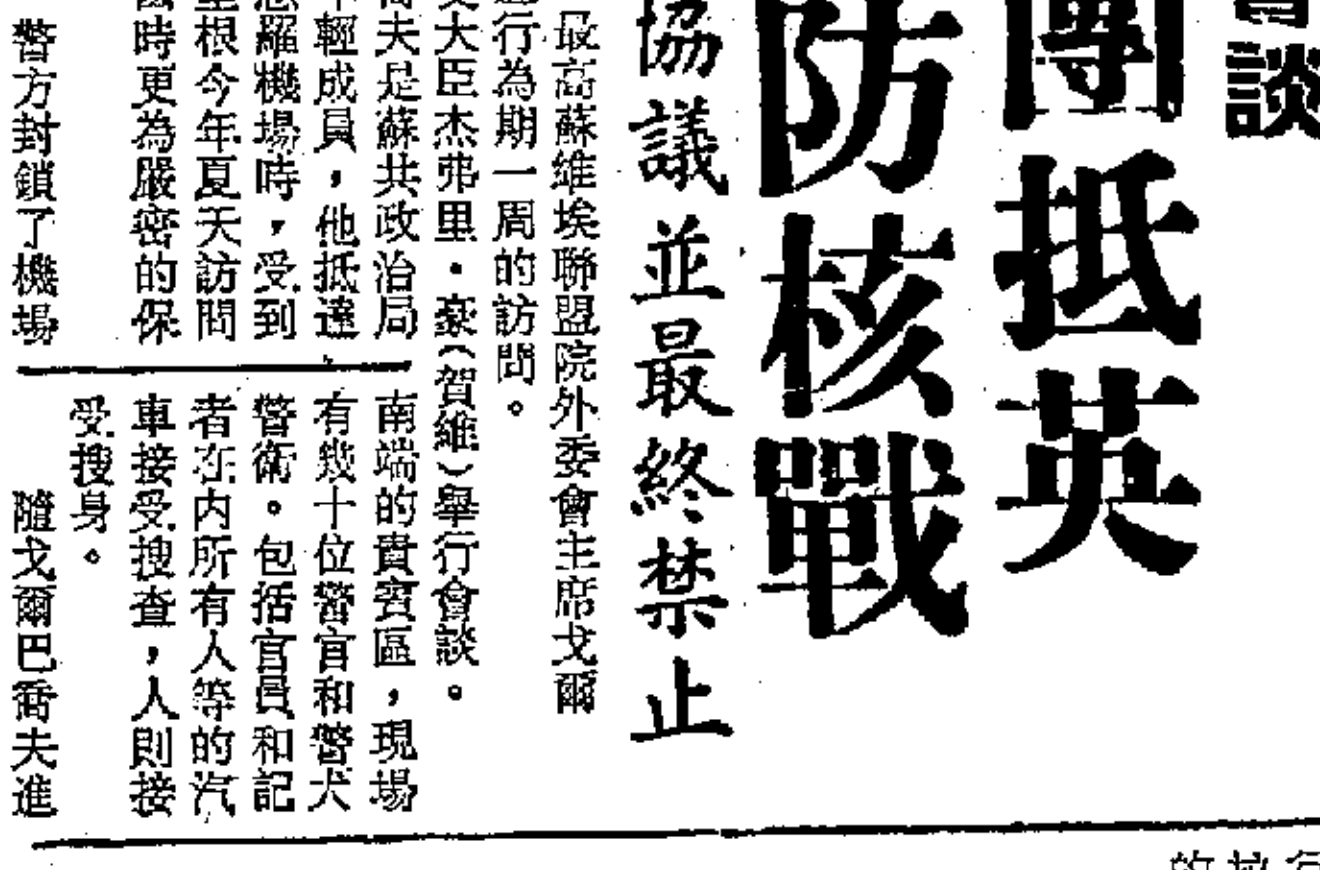 會談
團抵英
防核戰
協議並最終禁止
最高蘇維埃聯盟院外委會主席戈爾
行為期一周的訪問。
大臣杰弗里·豪(賀維)舉行會談。
夫是蘇共政治局
輕成員，他抵達
羅機場時，受到
根今年夏天訪問
時更為嚴密的保
警方封鎖了機場
南端的貴賓區，現場
有幾十位警官和警犬
警衛。包括官員和記
者在內所有人等的汽
車接受搜查，人則接
受搜身。
隨戈爾巴喬夫進